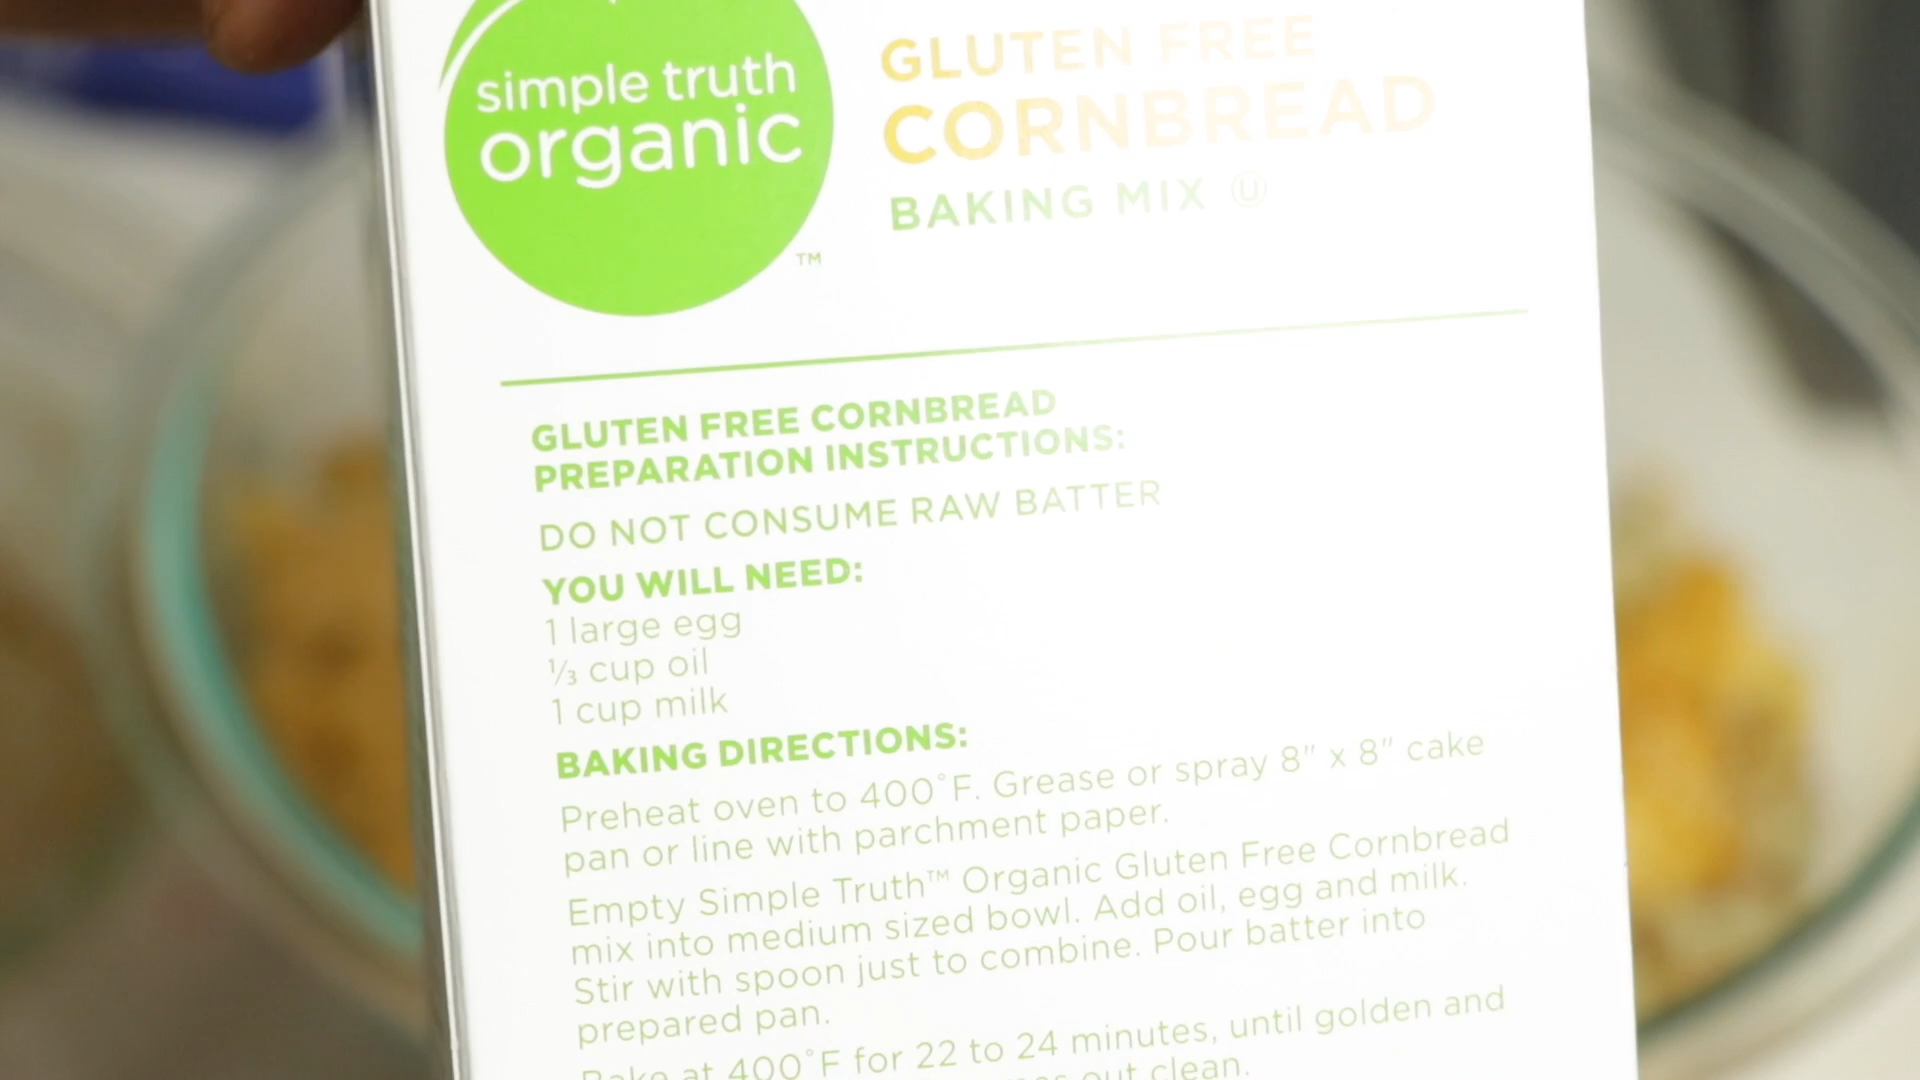 simple truth
organic
™
GLUTEN FREE
CORNBREAD
BAKING MIX Ⓤ
GLUTEN FREE CORNBREAD
PREPARATION INSTRUCTIONS:
DO NOT CONSUME RAW BATTER
YOU WILL NEED:
1 large egg
⅓ cup oil
1 cup milk
BAKING DIRECTIONS:
Preheat oven to 400°F. Grease or spray 8" x 8" cake
pan or line with parchment paper.
Empty Simple Truth™ Organic Gluten Free Cornbread
mix into medium sized bowl. Add oil, egg and milk.
Stir with spoon just to combine. Pour batter into
prepared pan.
Bake at 400°F for 22 to 24 minutes, until golden and
out clean.